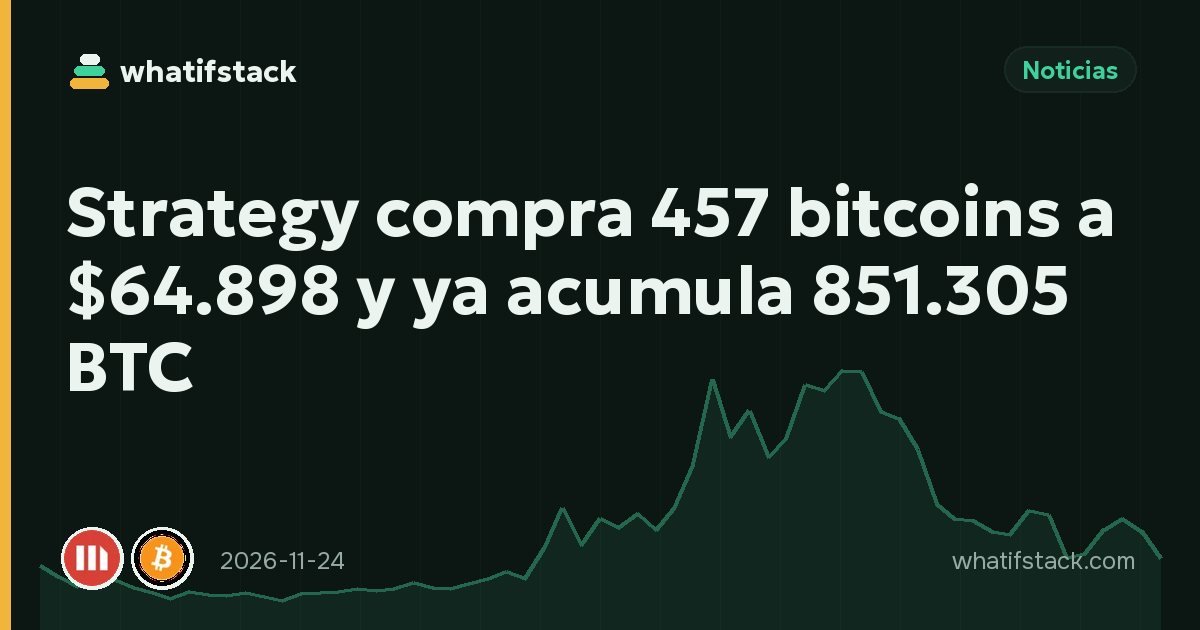 whatifstack
Noticias
Strategy compra 457 bitcoins a
$64.898 y ya acumula 851.305
BTC
2026-11-24
whatifstack.com